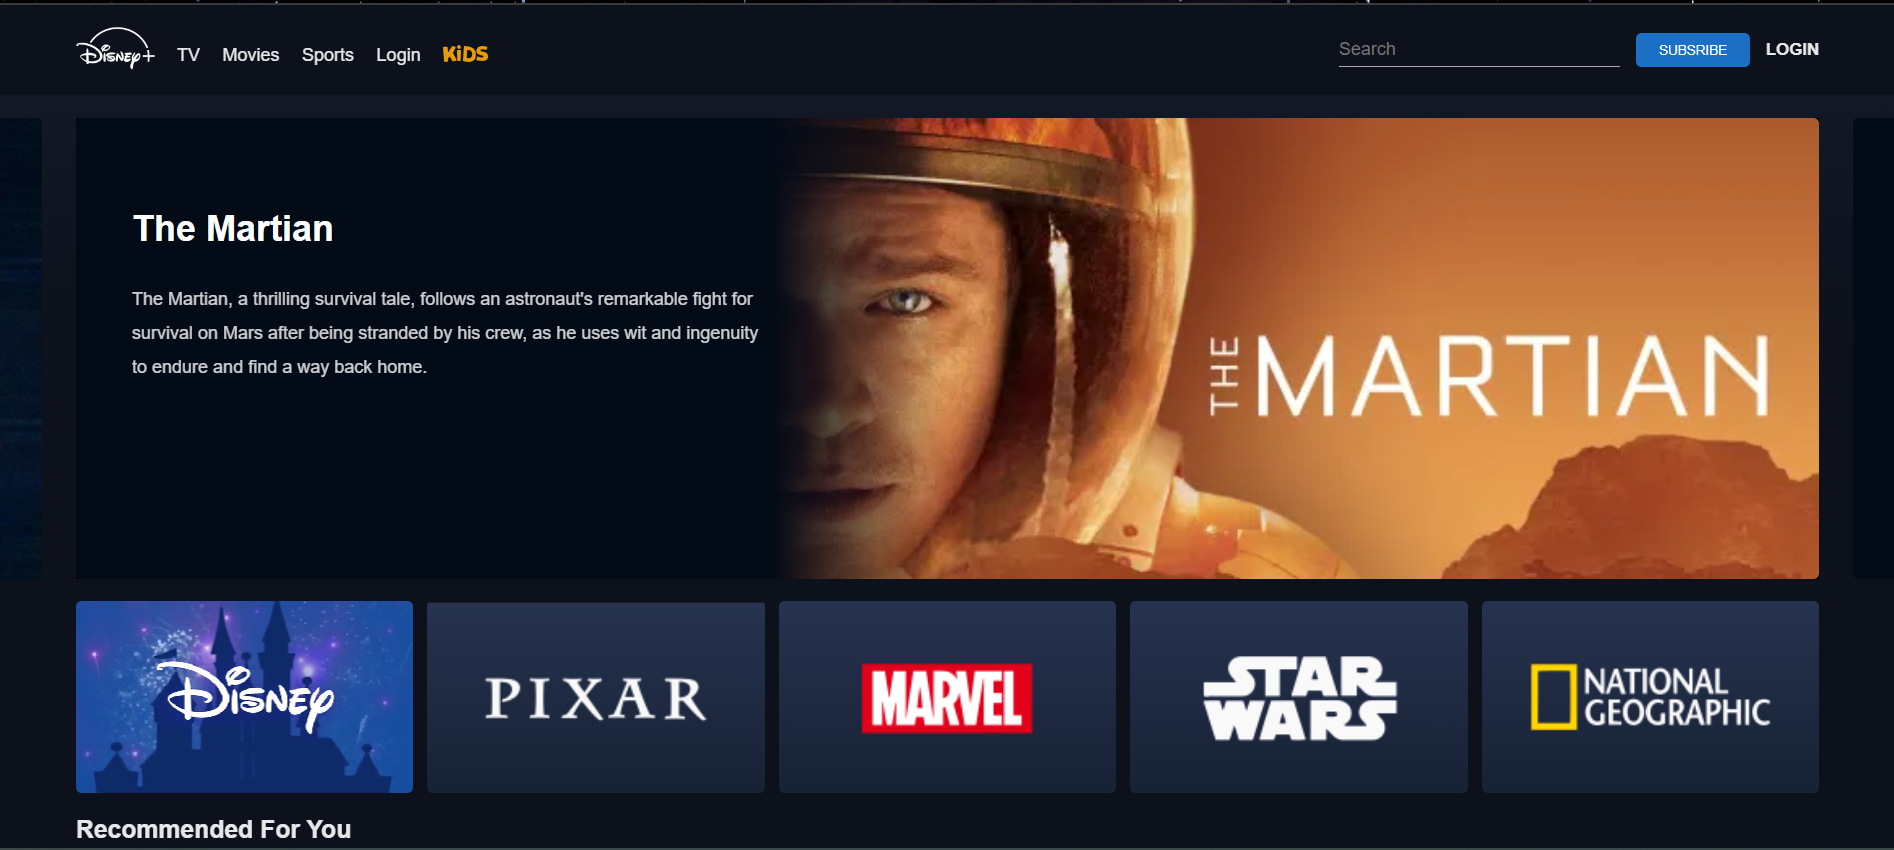 Disney+ TV Movies Sports Login KiDS Search SUBSRIBE LOGIN
The Martian
The Martian, a thrilling survival tale, follows an astronaut's remarkable fight for
survival on Mars after being stranded by his crew, as he uses wit and ingenuity
to endure and find a way back home.
THE MARTIAN
Disney
PIXAR
MARVEL
STAR
WARS
NATIONAL
GEOGRAPHIC
Recommended For You